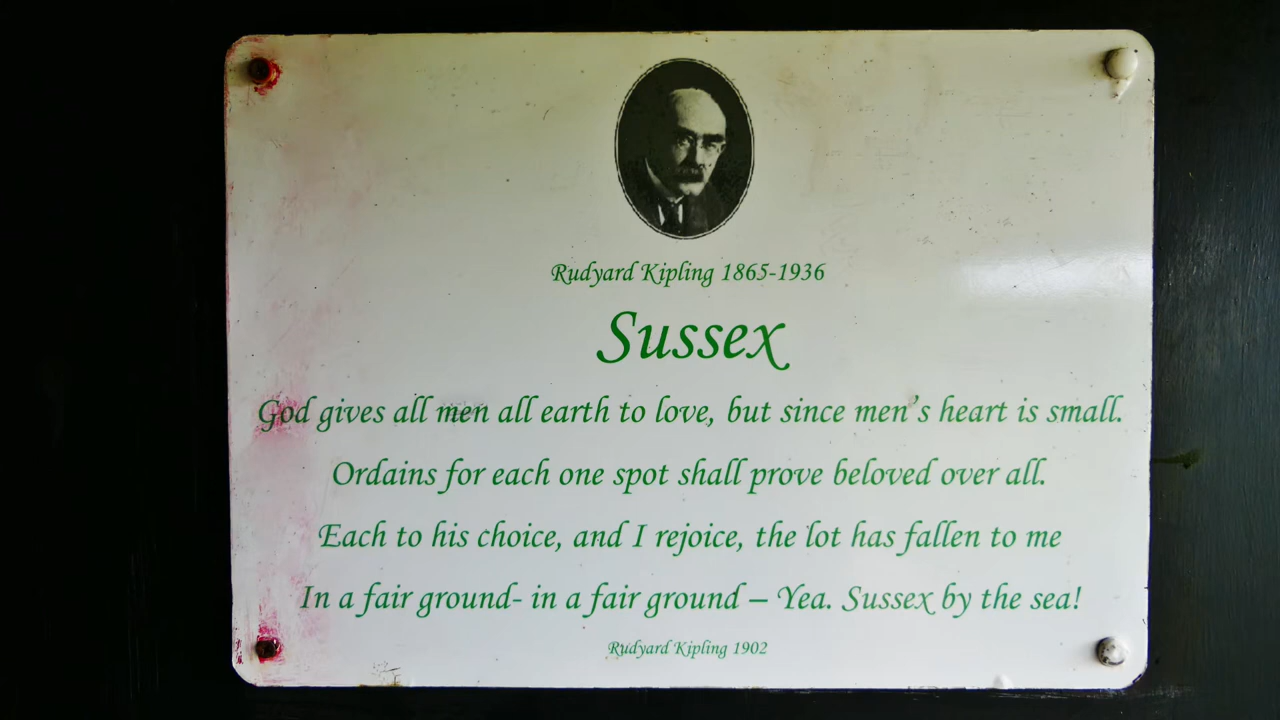 Rudyard Kipling 1865-1936
Sussex
God gives all men all earth to love, but since men’s heart is small.
Ordains for each one spot shall prove beloved over all.
Each to his choice, and I rejoice, the lot has fallen to me
In a fair ground- in a fair ground – Yea. Sussex by the sea!
Rudyard Kipling 1902